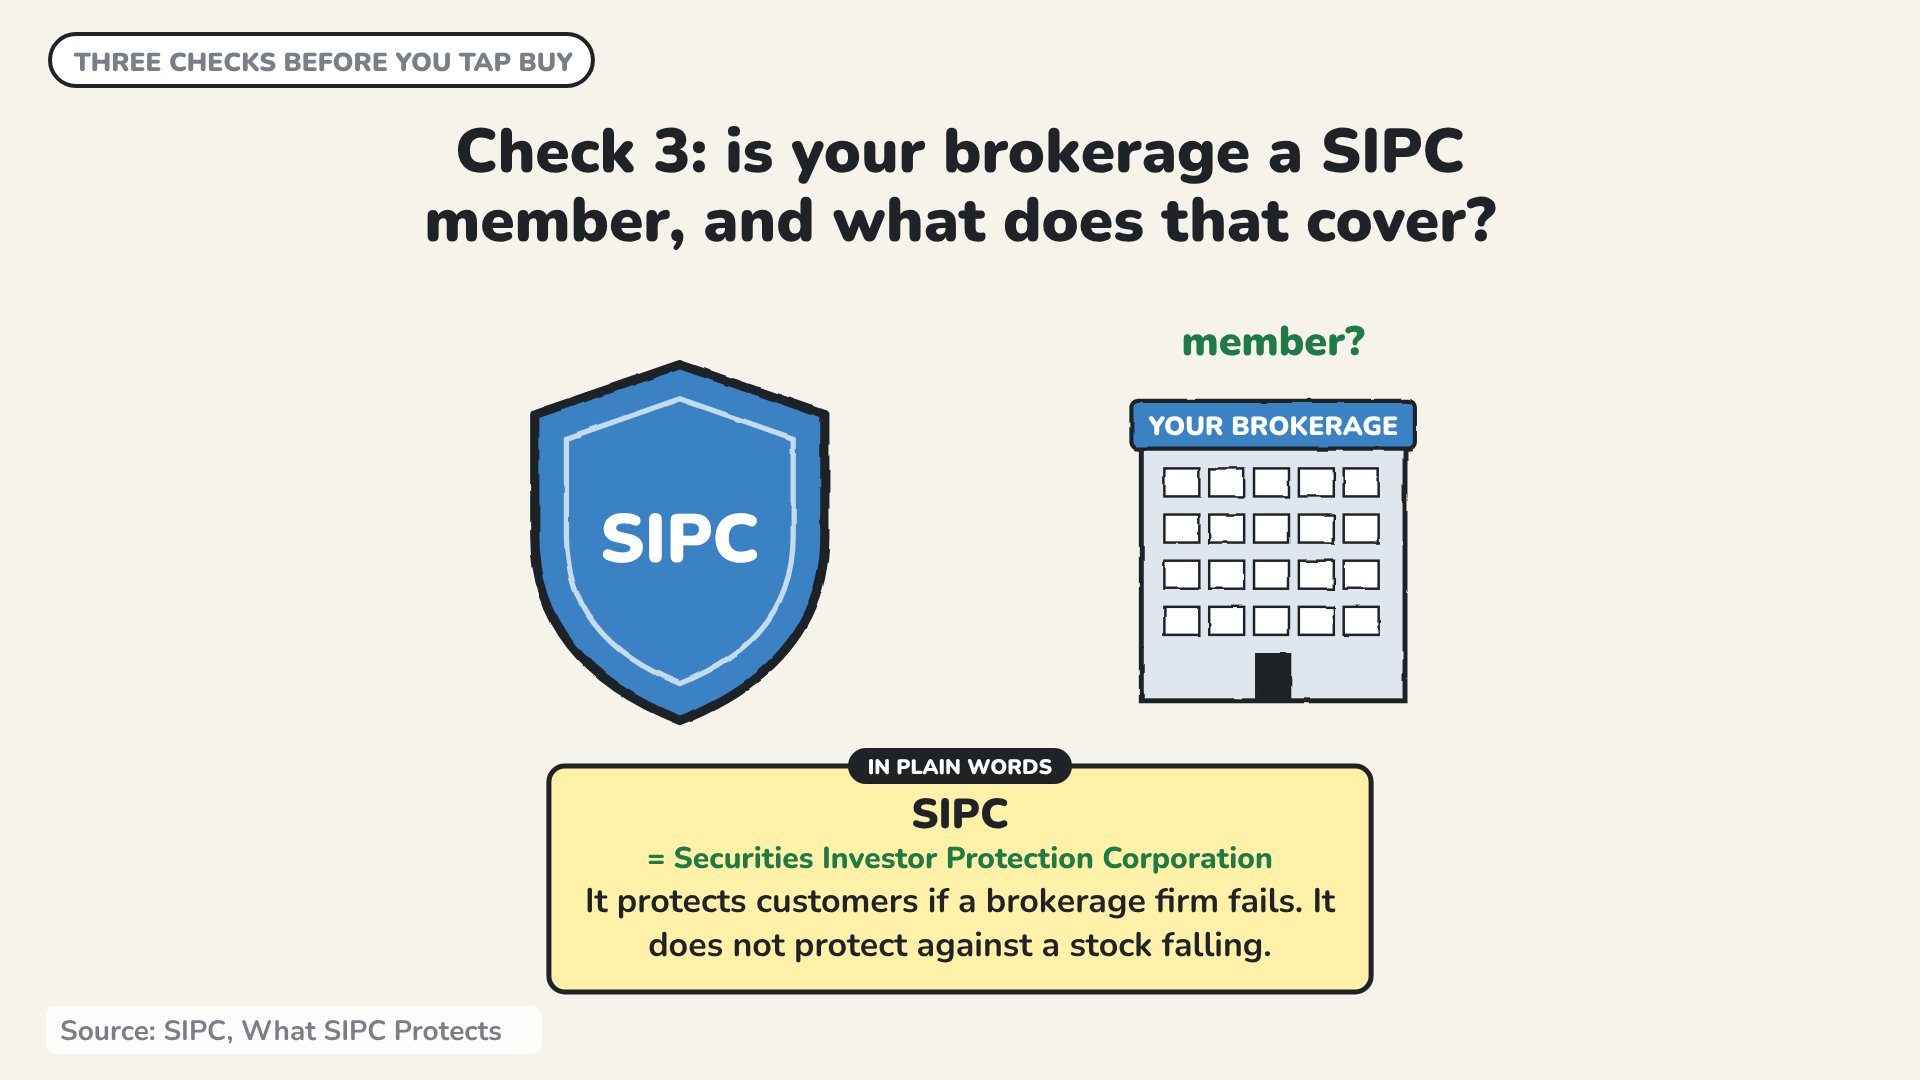 THREE CHECKS BEFORE YOU TAP BUY
Check 3: is your brokerage a SIPC
member, and what does that cover?
member?
YOUR BROKERAGE
SIPC
IN PLAIN WORDS
SIPC
= Securities Investor Protection Corporation
It protects customers if a brokerage firm fails. It
does not protect against a stock falling.
Source: SIPC, What SIPC Protects